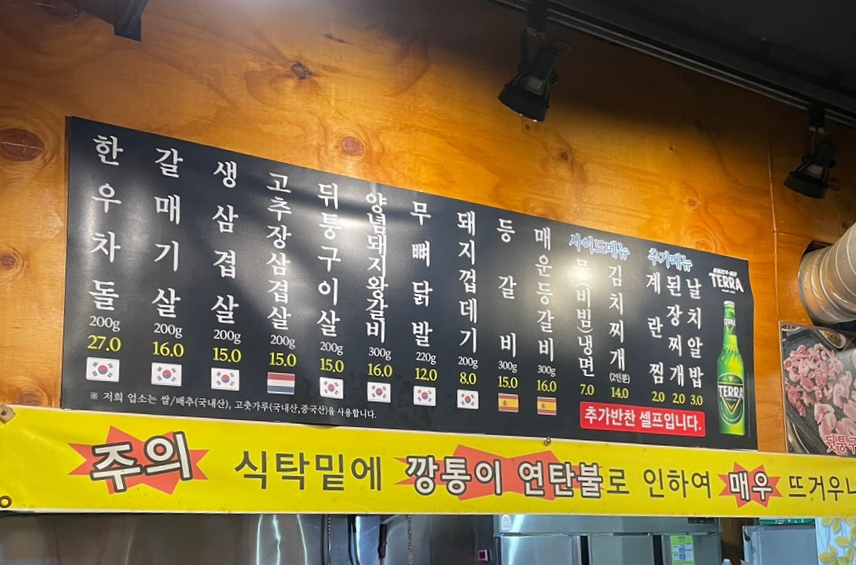 한우차돌
200g
27.0
갈매기살
200g
16.0
생삼겹살
200g
15.0
고추장삼겹살
200g
15.0
뒤통구이살
200g
15.0
양념돼지왕갈비
300g
16.0
무뼈닭발
220g
12.0
돼지껍데기
200g
8.0
등갈비
300g
15.0
매운등갈비
300g
16.0
사이드메뉴
물(비빔)냉면
7.0
김치찌개
(2인분)
14.0
추가메뉴
계란찜
2.0
된장찌개
2.0
날치알밥
3.0
TERRA
TERRA
추가반찬 셀프입니다.
※ 저희 업소는 쌀/배추(국내산), 고춧가루(국내산,중국산)을 사용합니다.
뒷통구
주의 식탁밑에 깡통이 연탄불로 인하여 매우 뜨거우니